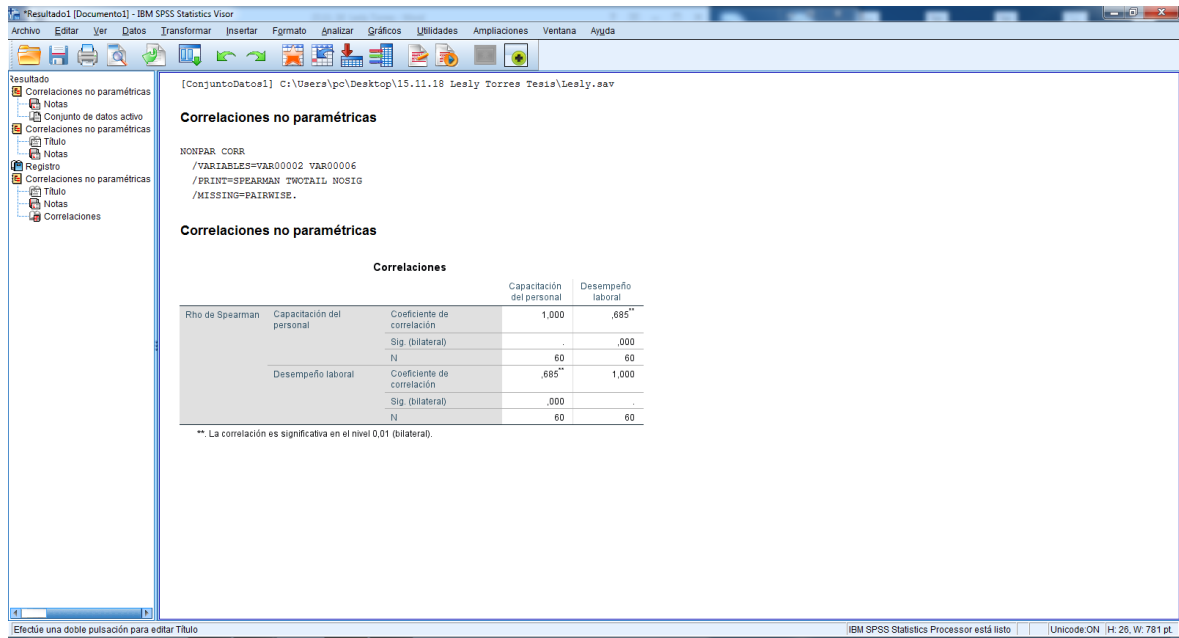 *Resultado1 [Documento1] - IBM SPSS Statistics Visor
Archivo Editar Ver Datos Transformar Insertar Formato Analizar Gráficos Utilidades Ampliaciones Ventana Ayuda
Resultado
Correlaciones no paramétricas
Notas
Conjunto de datos activo
Correlaciones no paramétricas
Título
Notas
Registro
Correlaciones no paramétricas
Título
Notas
Correlaciones
[ConjuntoDatos1] C:\Users\pc\Desktop\15.11.18 Lesly Torres Tesis\Lesly.sav
Correlaciones no paramétricas
NONPAR CORR
/VARIABLES=VAR00002 VAR00006
/PRINT=SPEARMAN TWOTAIL NOSIG
/MISSING=PAIRWISE.
Correlaciones no paramétricas
Correlaciones
Capacitación del personal Desempeño laboral
Rho de Spearman Capacitación del personal Coeficiente de correlación 1,000 ,685**
Sig. (bilateral) . ,000
N 60 60
Desempeño laboral Coeficiente de correlación ,685** 1,000
Sig. (bilateral) ,000 .
N 60 60
**. La correlación es significativa en el nivel 0,01 (bilateral).
Efectúe una doble pulsación para editar Título IBM SPSS Statistics Processor está listo Unicode:ON H: 26, W: 781 pt.